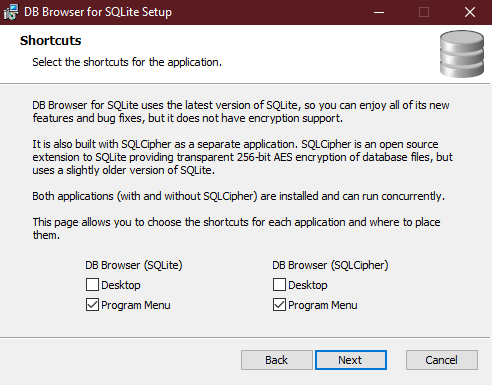 DB Browser for SQLite Setup
Shortcuts
Select the shortcuts for the application.
DB Browser for SQLite uses the latest version of SQLite, so you can enjoy all of its new
features and bug fixes, but it does not have encryption support.
It is also built with SQLCipher as a separate application. SQLCipher is an open source
extension to SQLite providing transparent 256-bit AES encryption of database files, but
uses a slightly older version of SQLite.
Both applications (with and without SQLCipher) are installed and can run concurrently.
This page allows you to choose the shortcuts for each application and where to place
them.
DB Browser (SQLite) DB Browser (SQLCipher)
Desktop Desktop
Program Menu Program Menu
Back Next Cancel